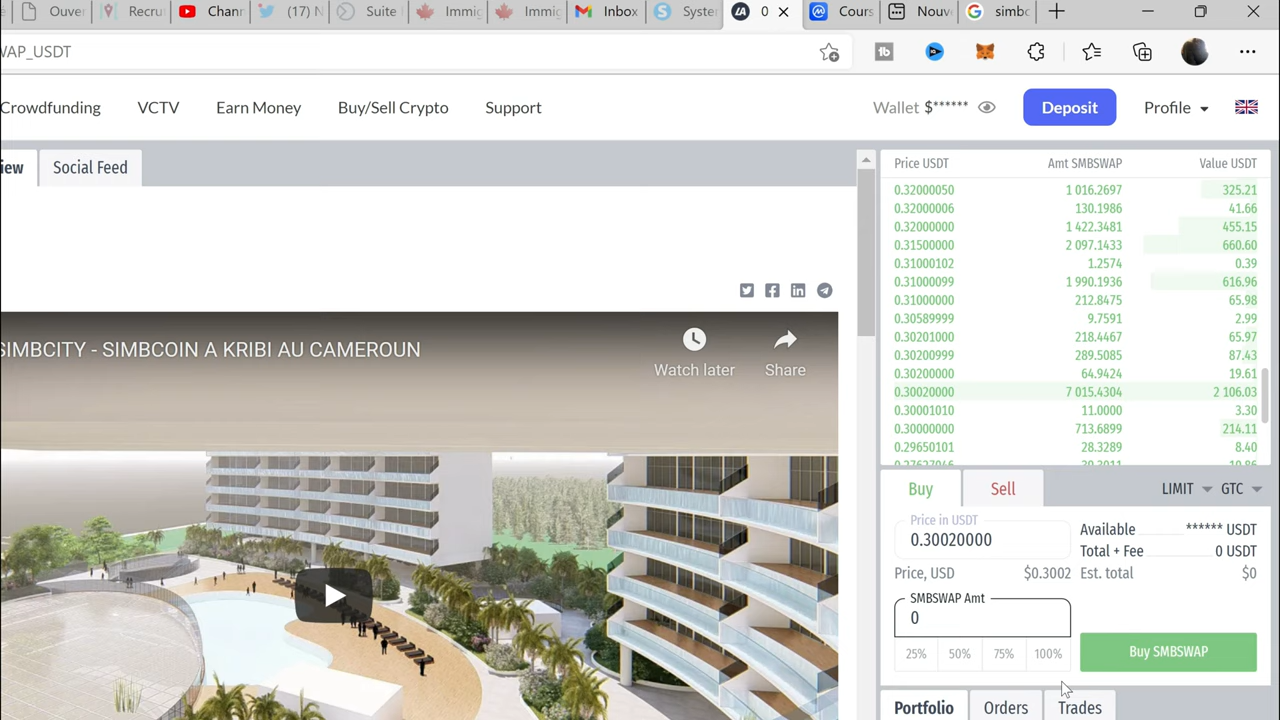 Ouver
Recru
Chan
(17) N
Suite
Immig
Immig
Inbox
Syste
0
Cours
Nouv
simbc
WAP_USDT
Crowdfunding VCTV Earn Money Buy/Sell Crypto Support
Wallet $****** Deposit Profile
iew Social Feed
SIMBCITY - SIMBCOIN A KRIBI AU CAMEROUN
Watch later Share
Price USDT Amt SMBSWAP Value USDT
0.32000050 1 016.2697 325.21
0.32000006 130.1986 41.66
0.32000000 1 422.3481 455.15
0.31500000 2 097.1433 660.60
0.31000102 1.2574 0.39
0.31000099 1 990.1936 616.96
0.31000000 212.8475 65.98
0.30589999 9.7591 2.99
0.30201000 218.4467 65.97
0.30200999 289.5085 87.43
0.30200000 64.9424 19.61
0.30020000 7 015.4304 2 106.03
0.30001010 11.0000 3.30
0.30000000 713.6899 214.11
0.29650101 28.3289 8.40
Buy Sell LIMIT GTC
Price in USDT
0.30020000
Available ****** USDT
Total + Fee 0 USDT
Price, USD $0.3002 Est. total $0
SMBSWAP Amt
0
25% 50% 75% 100%
Buy SMBSWAP
Portfolio Orders Trades